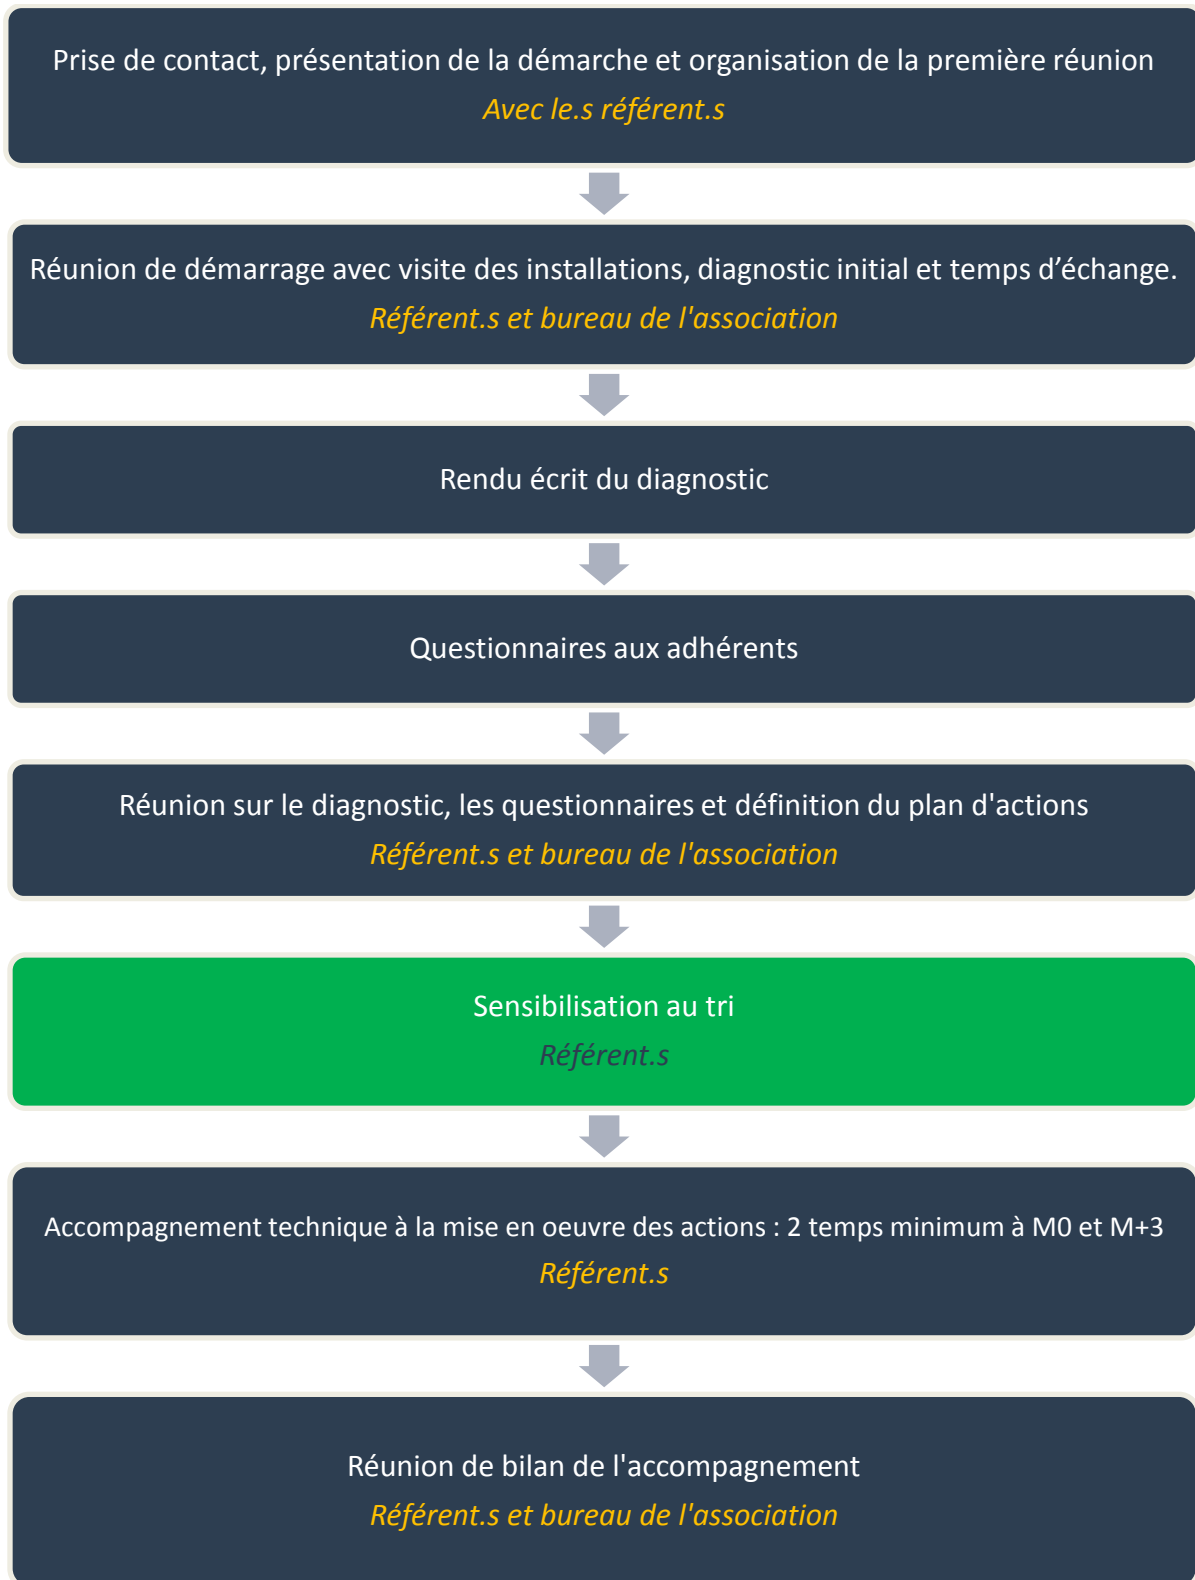 Prise de contact, présentation de la démarche et organisation de la première réunion
Avec le.s référent.s
Réunion de démarrage avec visite des installations, diagnostic initial et temps d’échange.
Référent.s et bureau de l'association
Rendu écrit du diagnostic
Questionnaires aux adhérents
Réunion sur le diagnostic, les questionnaires et définition du plan d'actions
Référent.s et bureau de l'association
Sensibilisation au tri
Référent.s
Accompagnement technique à la mise en oeuvre des actions : 2 temps minimum à M0 et M+3
Référent.s
Réunion de bilan de l'accompagnement
Référent.s et bureau de l'association